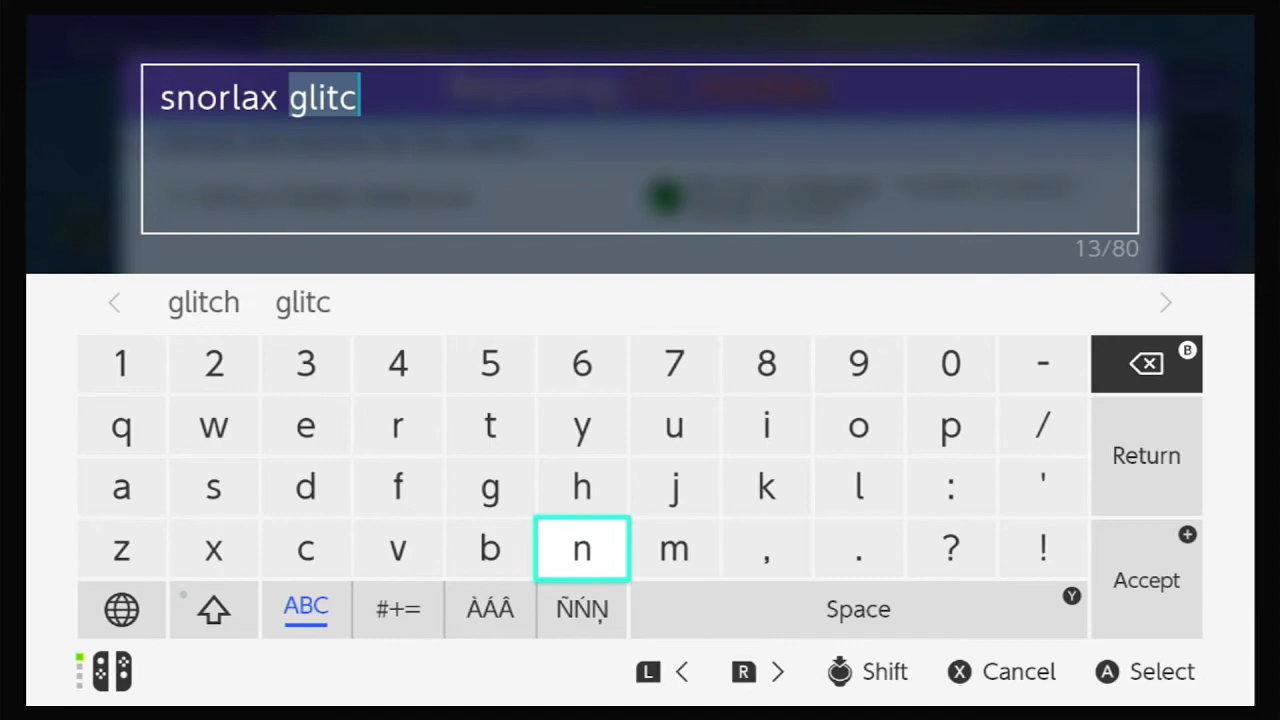 snorlax glitc
13/80
glitch glitc
1 2 3 4 5 6 7 8 9 0 - B
q w e r t y u i o p /
Return
a s d f g h j k l : '
z x c v b n m , . ? !
Accept
ABC #+= ÀÁÂ ÑŃŅ Space Y
L < R > Shift X Cancel A Select